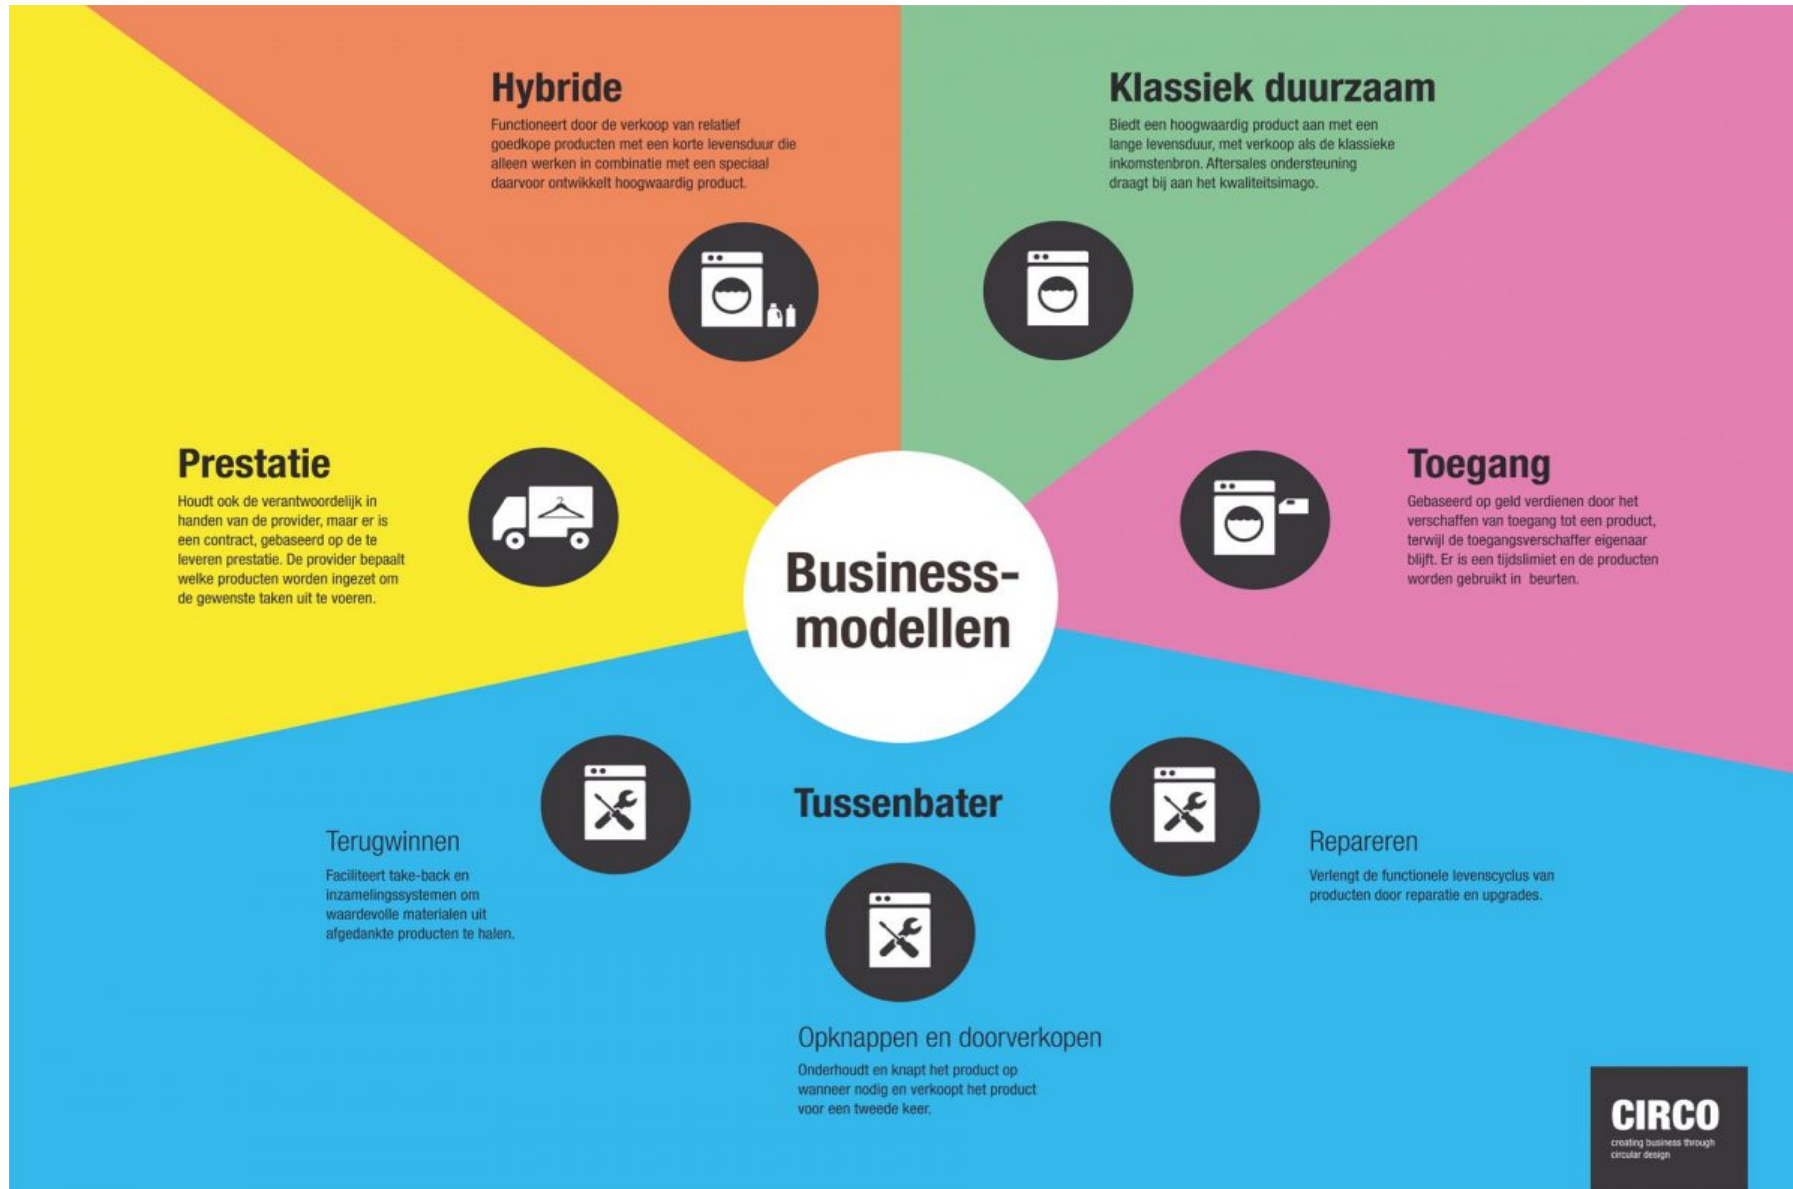 Hybride
Functioneert door de verkoop van relatief
goedkope producten met een korte levensduur die
alleen werken in combinatie met een speciaal
daarvoor ontwikkelt hoogwaardig product.
Klassiek duurzaam
Biedt een hoogwaardig product aan met een
lange levensduur, met verkoop als de klassieke
inkomstenbron. Aftersales ondersteuning
draagt bij aan het kwaliteitsimago.
Prestatie
Houdt ook de verantwoordelijk in
handen van de provider, maar er is
een contract, gebaseerd op de te
leveren prestatie. De provider bepaalt
welke producten worden ingezet om
de gewenste taken uit te voeren.
Toegang
Gebaseerd op geld verdienen door het
verschaffen van toegang tot een product,
terwijl de toegangsverschaffer eigenaar
blijft. Er is een tijdslimiet en de producten
worden gebruikt in beurten.
Business-
modellen
Tussenbater
Terugwinnen
Faciliteert take-back en
inzamelingssystemen om
waardevolle materialen uit
afgedankte producten te halen.
Repareren
Verlengt de functionele levenscyclus van
producten door reparatie en upgrades.
Opknappen en doorverkopen
Onderhoudt en knapt het product op
wanneer nodig en verkoopt het product
voor een tweede keer.
CIRCO
creating business through
circular design